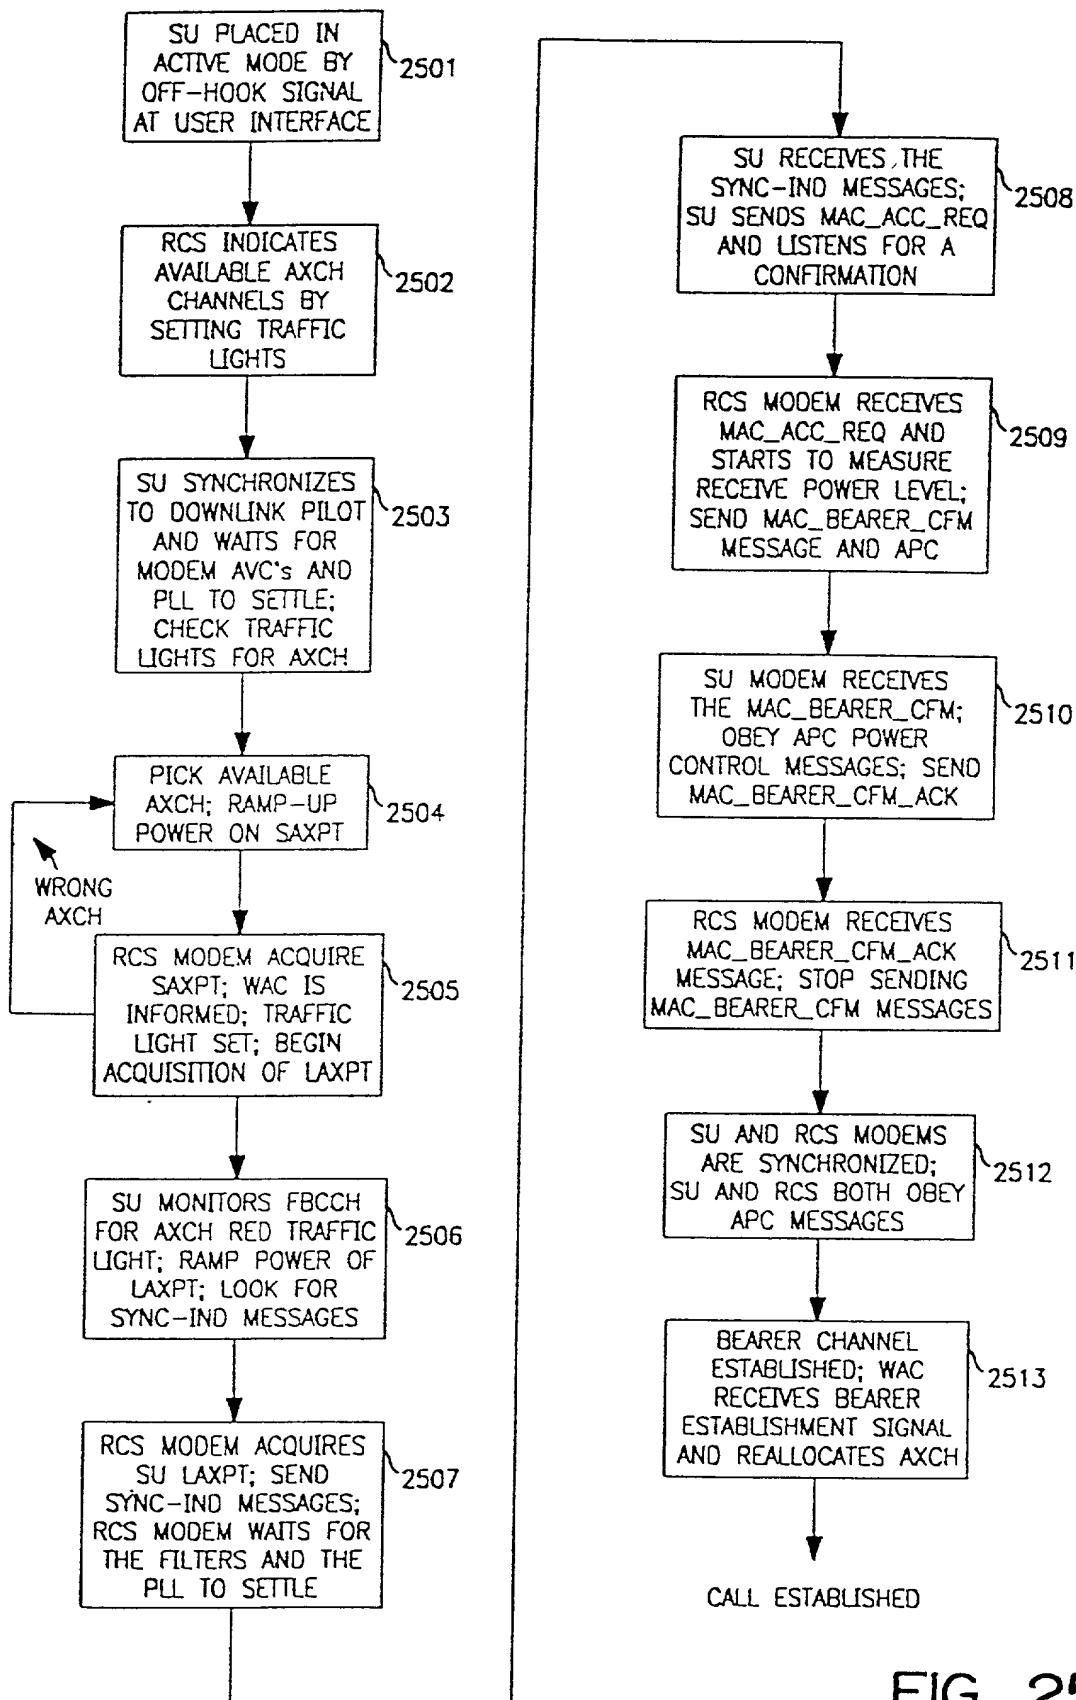 SU PLACED IN
ACTIVE MODE BY
OFF-HOOK SIGNAL
AT USER INTERFACE
2501
RCS INDICATES
AVAILABLE AXCH
CHANNELS BY
SETTING TRAFFIC
LIGHTS
2502
SU SYNCHRONIZES
TO DOWNLINK PILOT
AND WAITS FOR
MODEM AVC's AND
PLL TO SETTLE;
CHECK TRAFFIC
LIGHTS FOR AXCH
2503
PICK AVAILABLE
AXCH; RAMP-UP
POWER ON SAXPT
2504
WRONG
AXCH
RCS MODEM ACQUIRE
SAXPT; WAC IS
INFORMED; TRAFFIC
LIGHT SET; BEGIN
ACQUISITION OF LAXPT
2505
SU MONITORS FBCCH
FOR AXCH RED TRAFFIC
LIGHT; RAMP POWER OF
LAXPT; LOOK FOR
SYNC-IND MESSAGES
2506
RCS MODEM ACQUIRES
SU LAXPT; SEND
SYNC-IND MESSAGES;
RCS MODEM WAITS FOR
THE FILTERS AND THE
PLL TO SETTLE
2507
SU RECEIVES THE
SYNC-IND MESSAGES;
SU SENDS MAC_ACC_REQ
AND LISTENS FOR A
CONFIRMATION
2508
RCS MODEM RECEIVES
MAC_ACC_REQ AND
STARTS TO MEASURE
RECEIVE POWER LEVEL;
SEND MAC_BEARER_CFM
MESSAGE AND APC
2509
SU MODEM RECEIVES
THE MAC_BEARER_CFM;
OBEY APC POWER
CONTROL MESSAGES; SEND
MAC_BEARER_CFM_ACK
2510
RCS MODEM RECEIVES
MAC_BEARER_CFM_ACK
MESSAGE; STOP SENDING
MAC_BEARER_CFM MESSAGES
2511
SU AND RCS MODEMS
ARE SYNCHRONIZED;
SU AND RCS BOTH OBEY
APC MESSAGES
2512
BEARER CHANNEL
ESTABLISHED; WAC
RECEIVES BEARER
ESTABLISHMENT SIGNAL
AND REALLOCATES AXCH
2513
CALL ESTABLISHED
FIG. 25